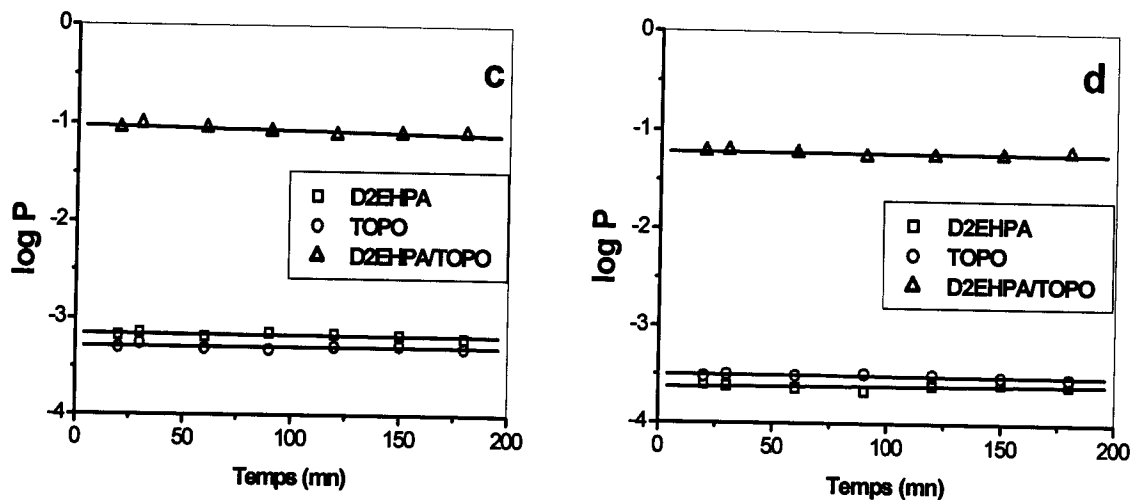 c
0
-1
-2
-3
-4
log P
D2EHPA
TOPO
D2EHPA/TOPO
0 50 100 150 200
Temps (mn)
d
0
-1
-2
-3
-4
log P
D2EHPA
TOPO
D2EHPA/TOPO
0 50 100 150 200
Temps (mn)